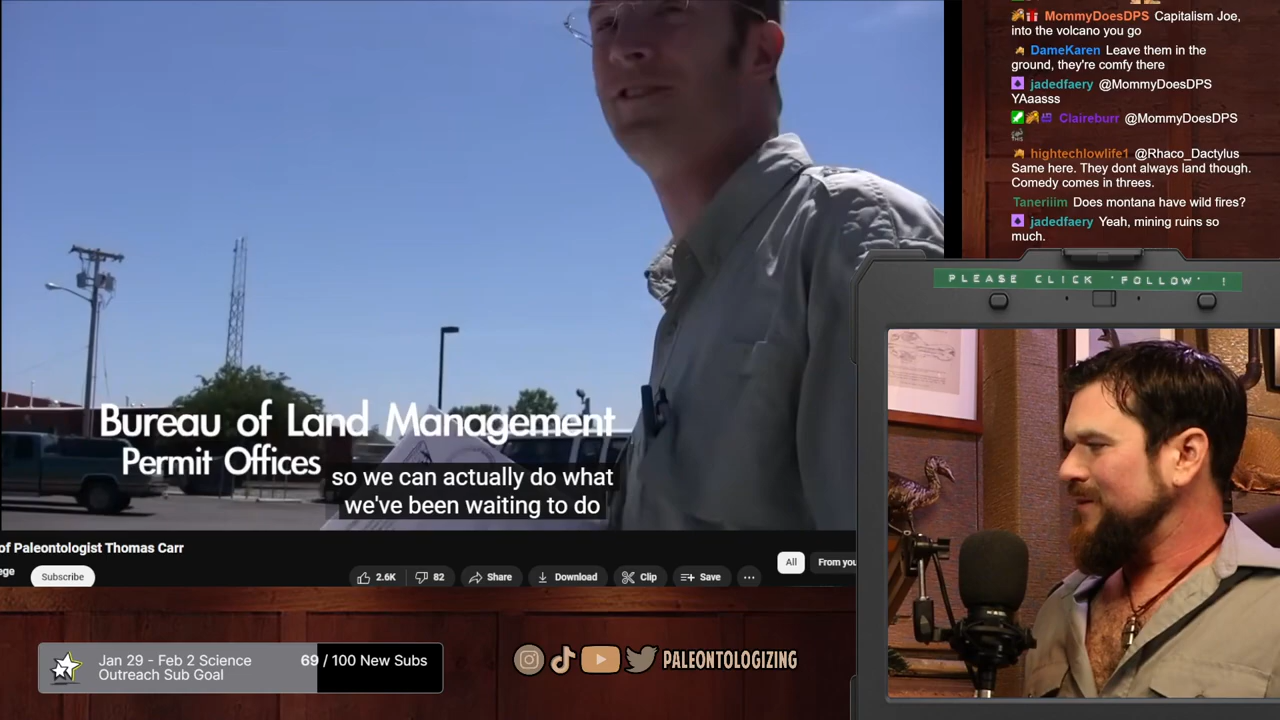 MommyDoesDPS Capitalism Joe,
into the volcano you go
DameKaren Leave them in the
ground, they're comfy there
jadedfaery @MommyDoesDPS
YAaasss
Claireburr @MommyDoesDPS
hightechlowlife1 @Rhaco_Dactylus
Same here. They dont always land though.
Comedy comes in threes.
Taneriiim Does montana have wild fires?
jadedfaery Yeah, mining ruins so
much.
PLEASE CLICK 'FOLLOW' !
Bureau of Land Management
Permit Offices
so we can actually do what
we've been waiting to do
of Paleontologist Thomas Carr
ege
Subscribe
2.6K
82
Share
Download
Clip
Save
All
From you
Jan 29 - Feb 2 Science
Outreach Sub Goal
69 / 100 New Subs
PALEONTOLOGIZING